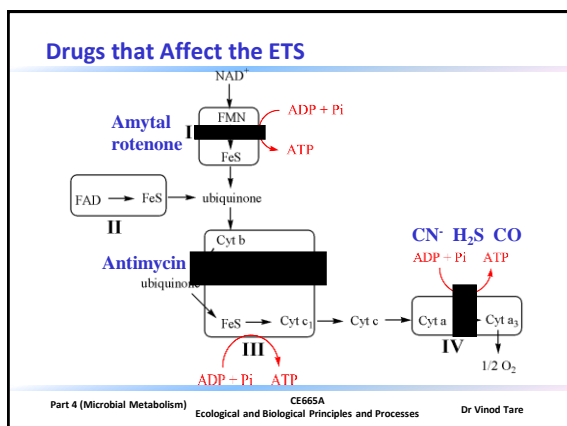 Drugs that Affect the ETS
NAD+
FMN
ADP + Pi
Amytal
rotenone
I
ATP
FeS
FAD
FeS
ubiquinone
II
Cyt b
CN- H2S CO
ADP + Pi
ATP
Antimycin
ubiquinone
FeS
Cyt c1
Cyt c
Cyt a
Cyt a3
III
IV
1/2 O2
ADP + Pi
ATP
Part 4 (Microbial Metabolism)
CE665A
Ecological and Biological Principles and Processes
Dr Vinod Tare